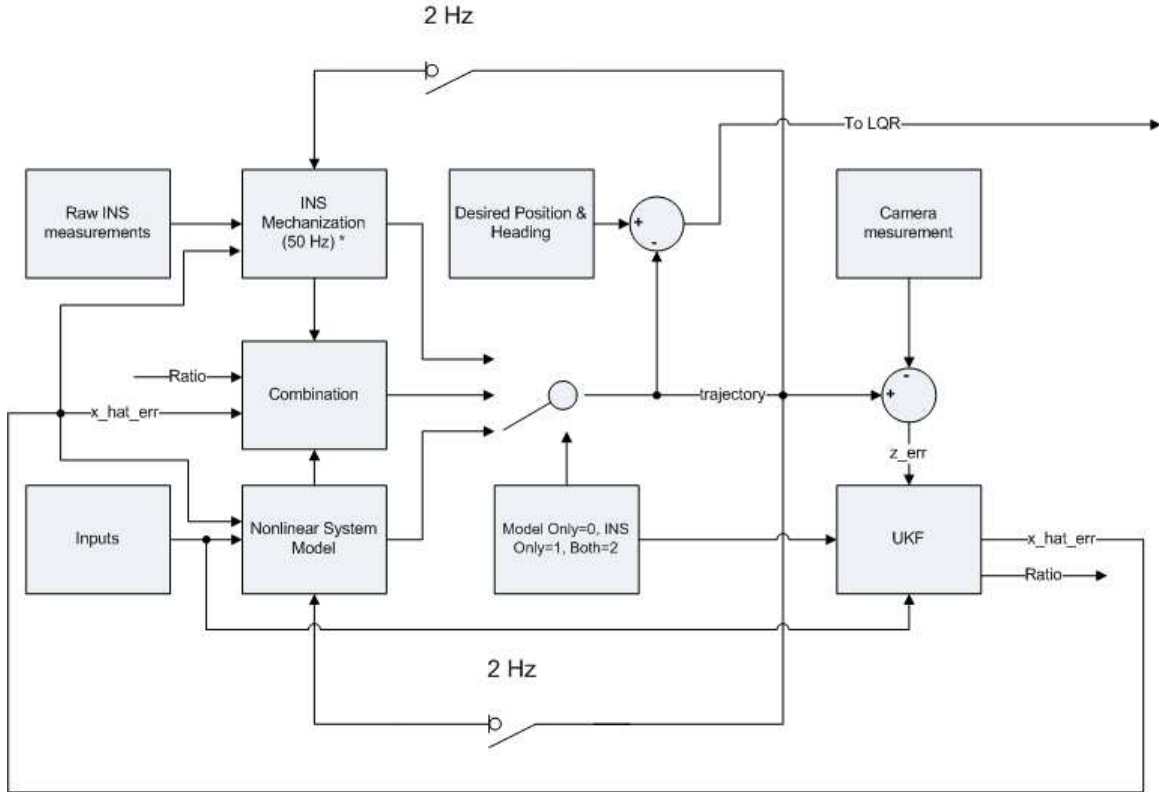 2 Hz
To LQR
Raw INS
measurements
INS
Mechanization
(50 Hz) *
Desired Position &
Heading
+
-
Camera
mesurement
Ratio
Combination
x_hat_err
trajectory
-
+
z_err
Inputs
Nonlinear System
Model
Model Only=0, INS
Only=1, Both=2
UKF
x_hat_err
Ratio
2 Hz